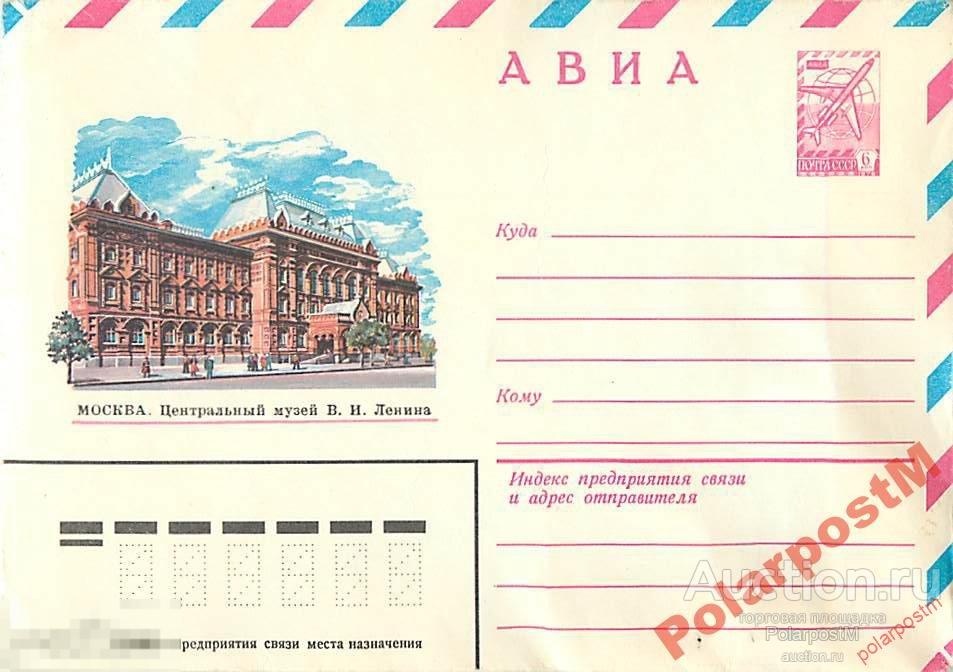 АВИА
АВИА
ПОЧТА СССР 6
Куда
МОСКВА. Центральный музей В. И. Ленина
Кому
Индекс предприятия связи
и адрес отправителя
предприятия связи места назначения
PolarpostM
Auction.ru
торговая площадка
PolarpostM
auction.ru
polarpostm